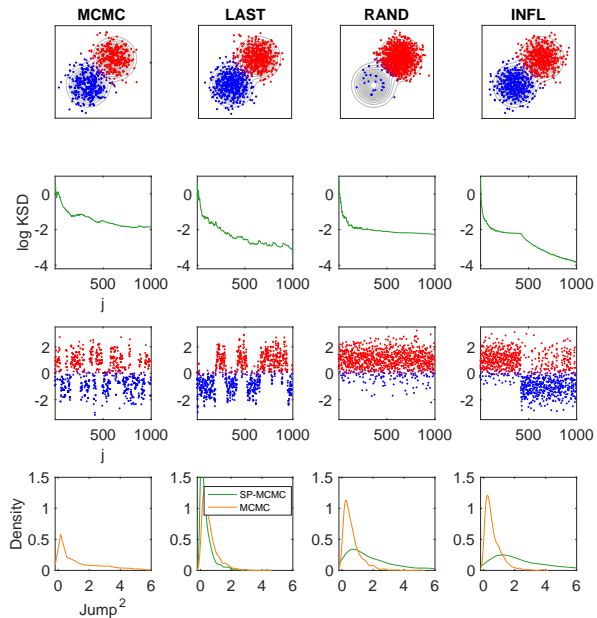 MCMC LAST RAND INFL
log KSD
0 0 0 0
-2 -2 -2 -2
-4 -4 -4 -4
500 1000 500 1000 500 1000 500 1000
j
2 2 2 2
0 0 0 0
-2 -2 -2 -2
500 1000 500 1000 500 1000 500 1000
j
Density
1.5 1.5 1.5 1.5
SP-MCMC
MCMC
1 1 1 1
0.5 0.5 0.5 0.5
0 0 0 0
0 2 4 6 0 2 4 6 0 2 4 6 0 2 4 6
Jump²